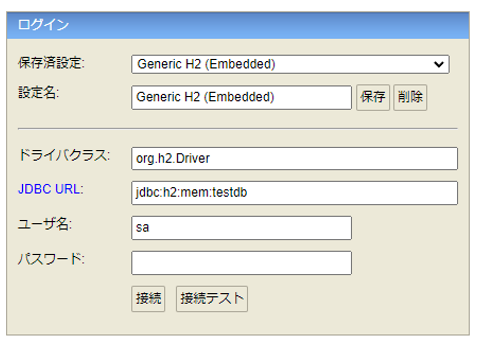 ログイン
保存済設定: Generic H2 (Embedded)
設定名: Generic H2 (Embedded) 保存 削除
ドライバクラス: org.h2.Driver
JDBC URL: jdbc:h2:mem:testdb
ユーザ名: sa
パスワード:
接続 接続テスト